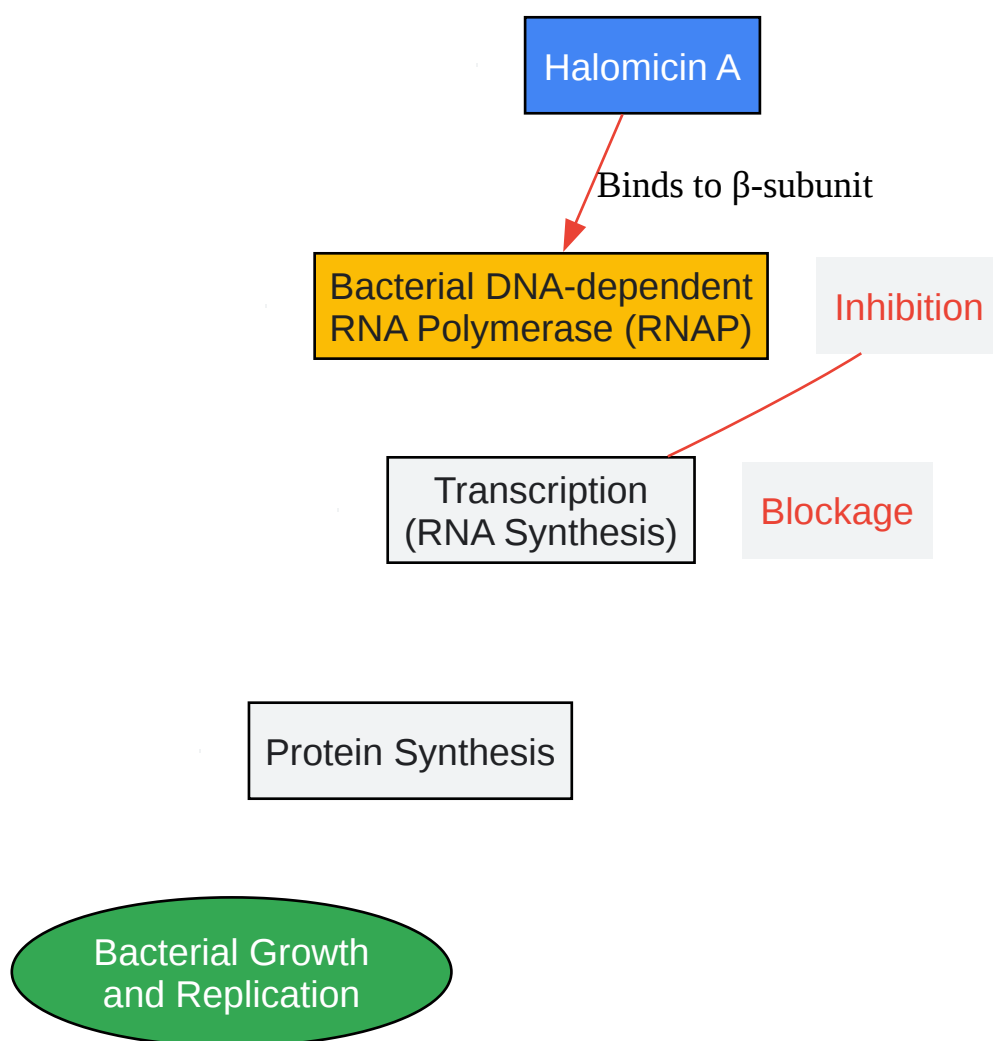 Halomicin A
Binds to β-subunit
Bacterial DNA-dependent
RNA Polymerase (RNAP)
Inhibition
Transcription
(RNA Synthesis)
Blockage
Protein Synthesis
Bacterial Growth
and Replication